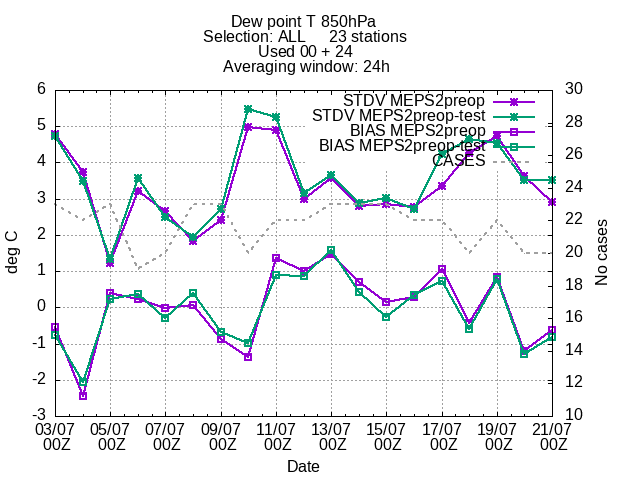 Dew point T 850hPa
Selection: ALL 23 stations
Used 00 + 24
Averaging window: 24h
STDV MEPS2preop
STDV MEPS2preop-test
BIAS MEPS2preop
BIAS MEPS2preop-test
CASES
deg C
6
5
4
3
2
1
0
-1
-2
-3
30
28
26
24
22
20
18
16
14
12
10
No cases
03/07 05/07 07/07 09/07 11/07 13/07 15/07 17/07 19/07 21/07
00Z 00Z 00Z 00Z 00Z 00Z 00Z 00Z 00Z 00Z
Date